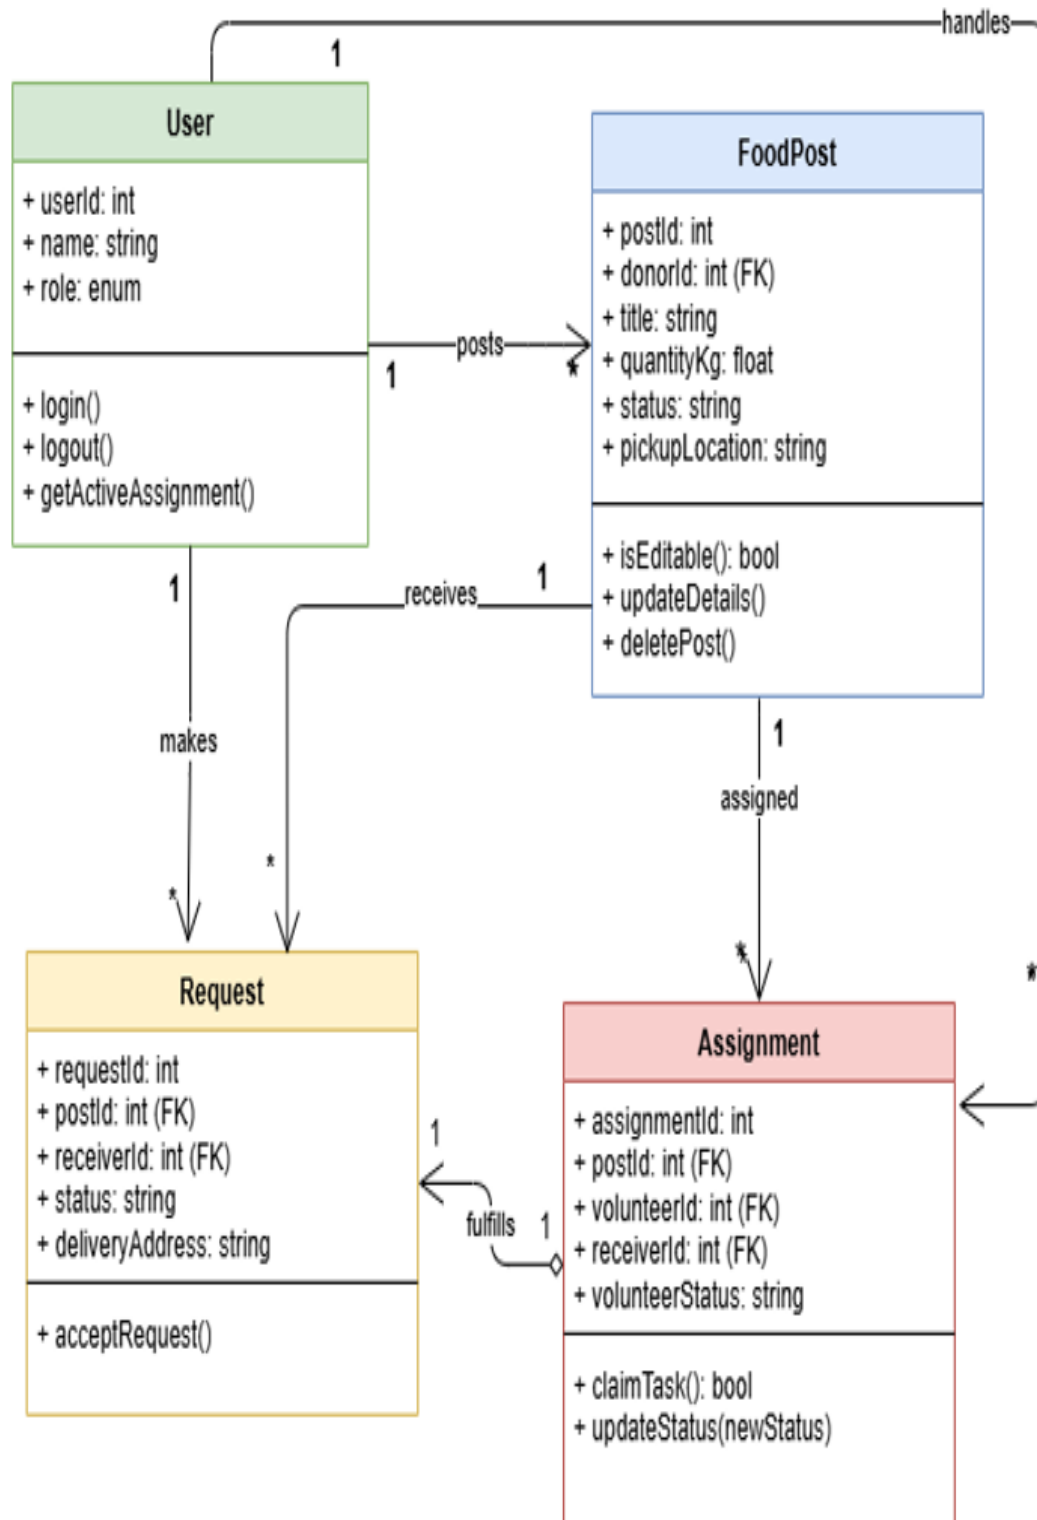 handles
1
User
+ userId: int
+ name: string
+ role: enum
+ login()
+ logout()
+ getActiveAssignment()
FoodPost
+ postId: int
+ donorId: int (FK)
+ title: string
+ quantityKg: float
+ status: string
+ pickupLocation: string
+ isEditable(): bool
+ updateDetails()
+ deletePost()
posts
1
*
1
receives
1
makes
*
*
1
assigned
*
*
Request
+ requestId: int
+ postId: int (FK)
+ receiverId: int (FK)
+ status: string
+ deliveryAddress: string
+ acceptRequest()
1
fulfills
1
Assignment
+ assignmentId: int
+ postId: int (FK)
+ volunteerId: int (FK)
+ receiverId: int (FK)
+ volunteerStatus: string
+ claimTask(): bool
+ updateStatus(newStatus)